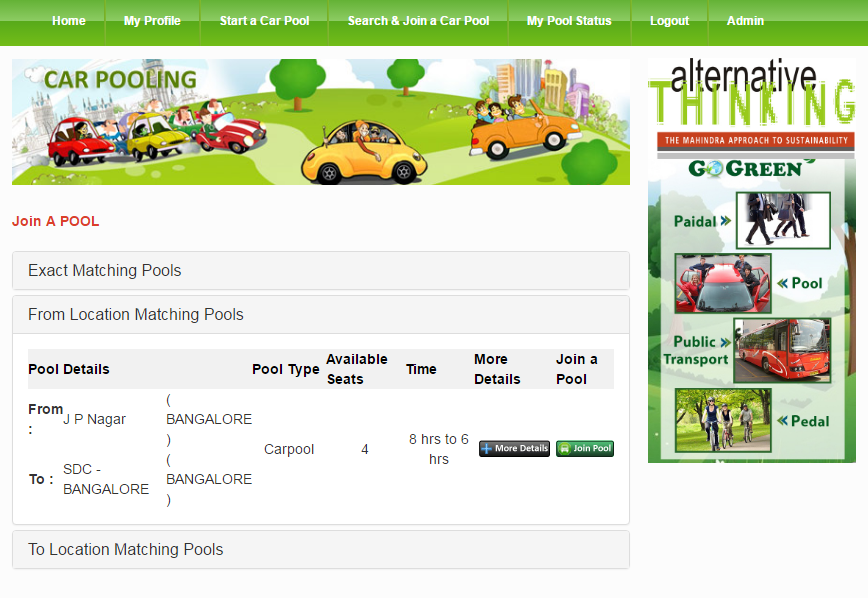 Home My Profile Start a Car Pool Search & Join a Car Pool My Pool Status Logout Admin
CAR POOLING
alternative
THINKING
THE MAHINDRA APPROACH TO SUSTAINABILITY
GO GREEN
Paidal »
« Pool
Public »
Transport
« Pedal
Join A POOL
Exact Matching Pools
From Location Matching Pools
Pool Details Pool Type Available Seats Time More Details Join a Pool
From : J P Nagar ( BANGALORE )
To : SDC - BANGALORE ( BANGALORE )
Carpool 4 8 hrs to 6 hrs More Details Join Pool
To Location Matching Pools